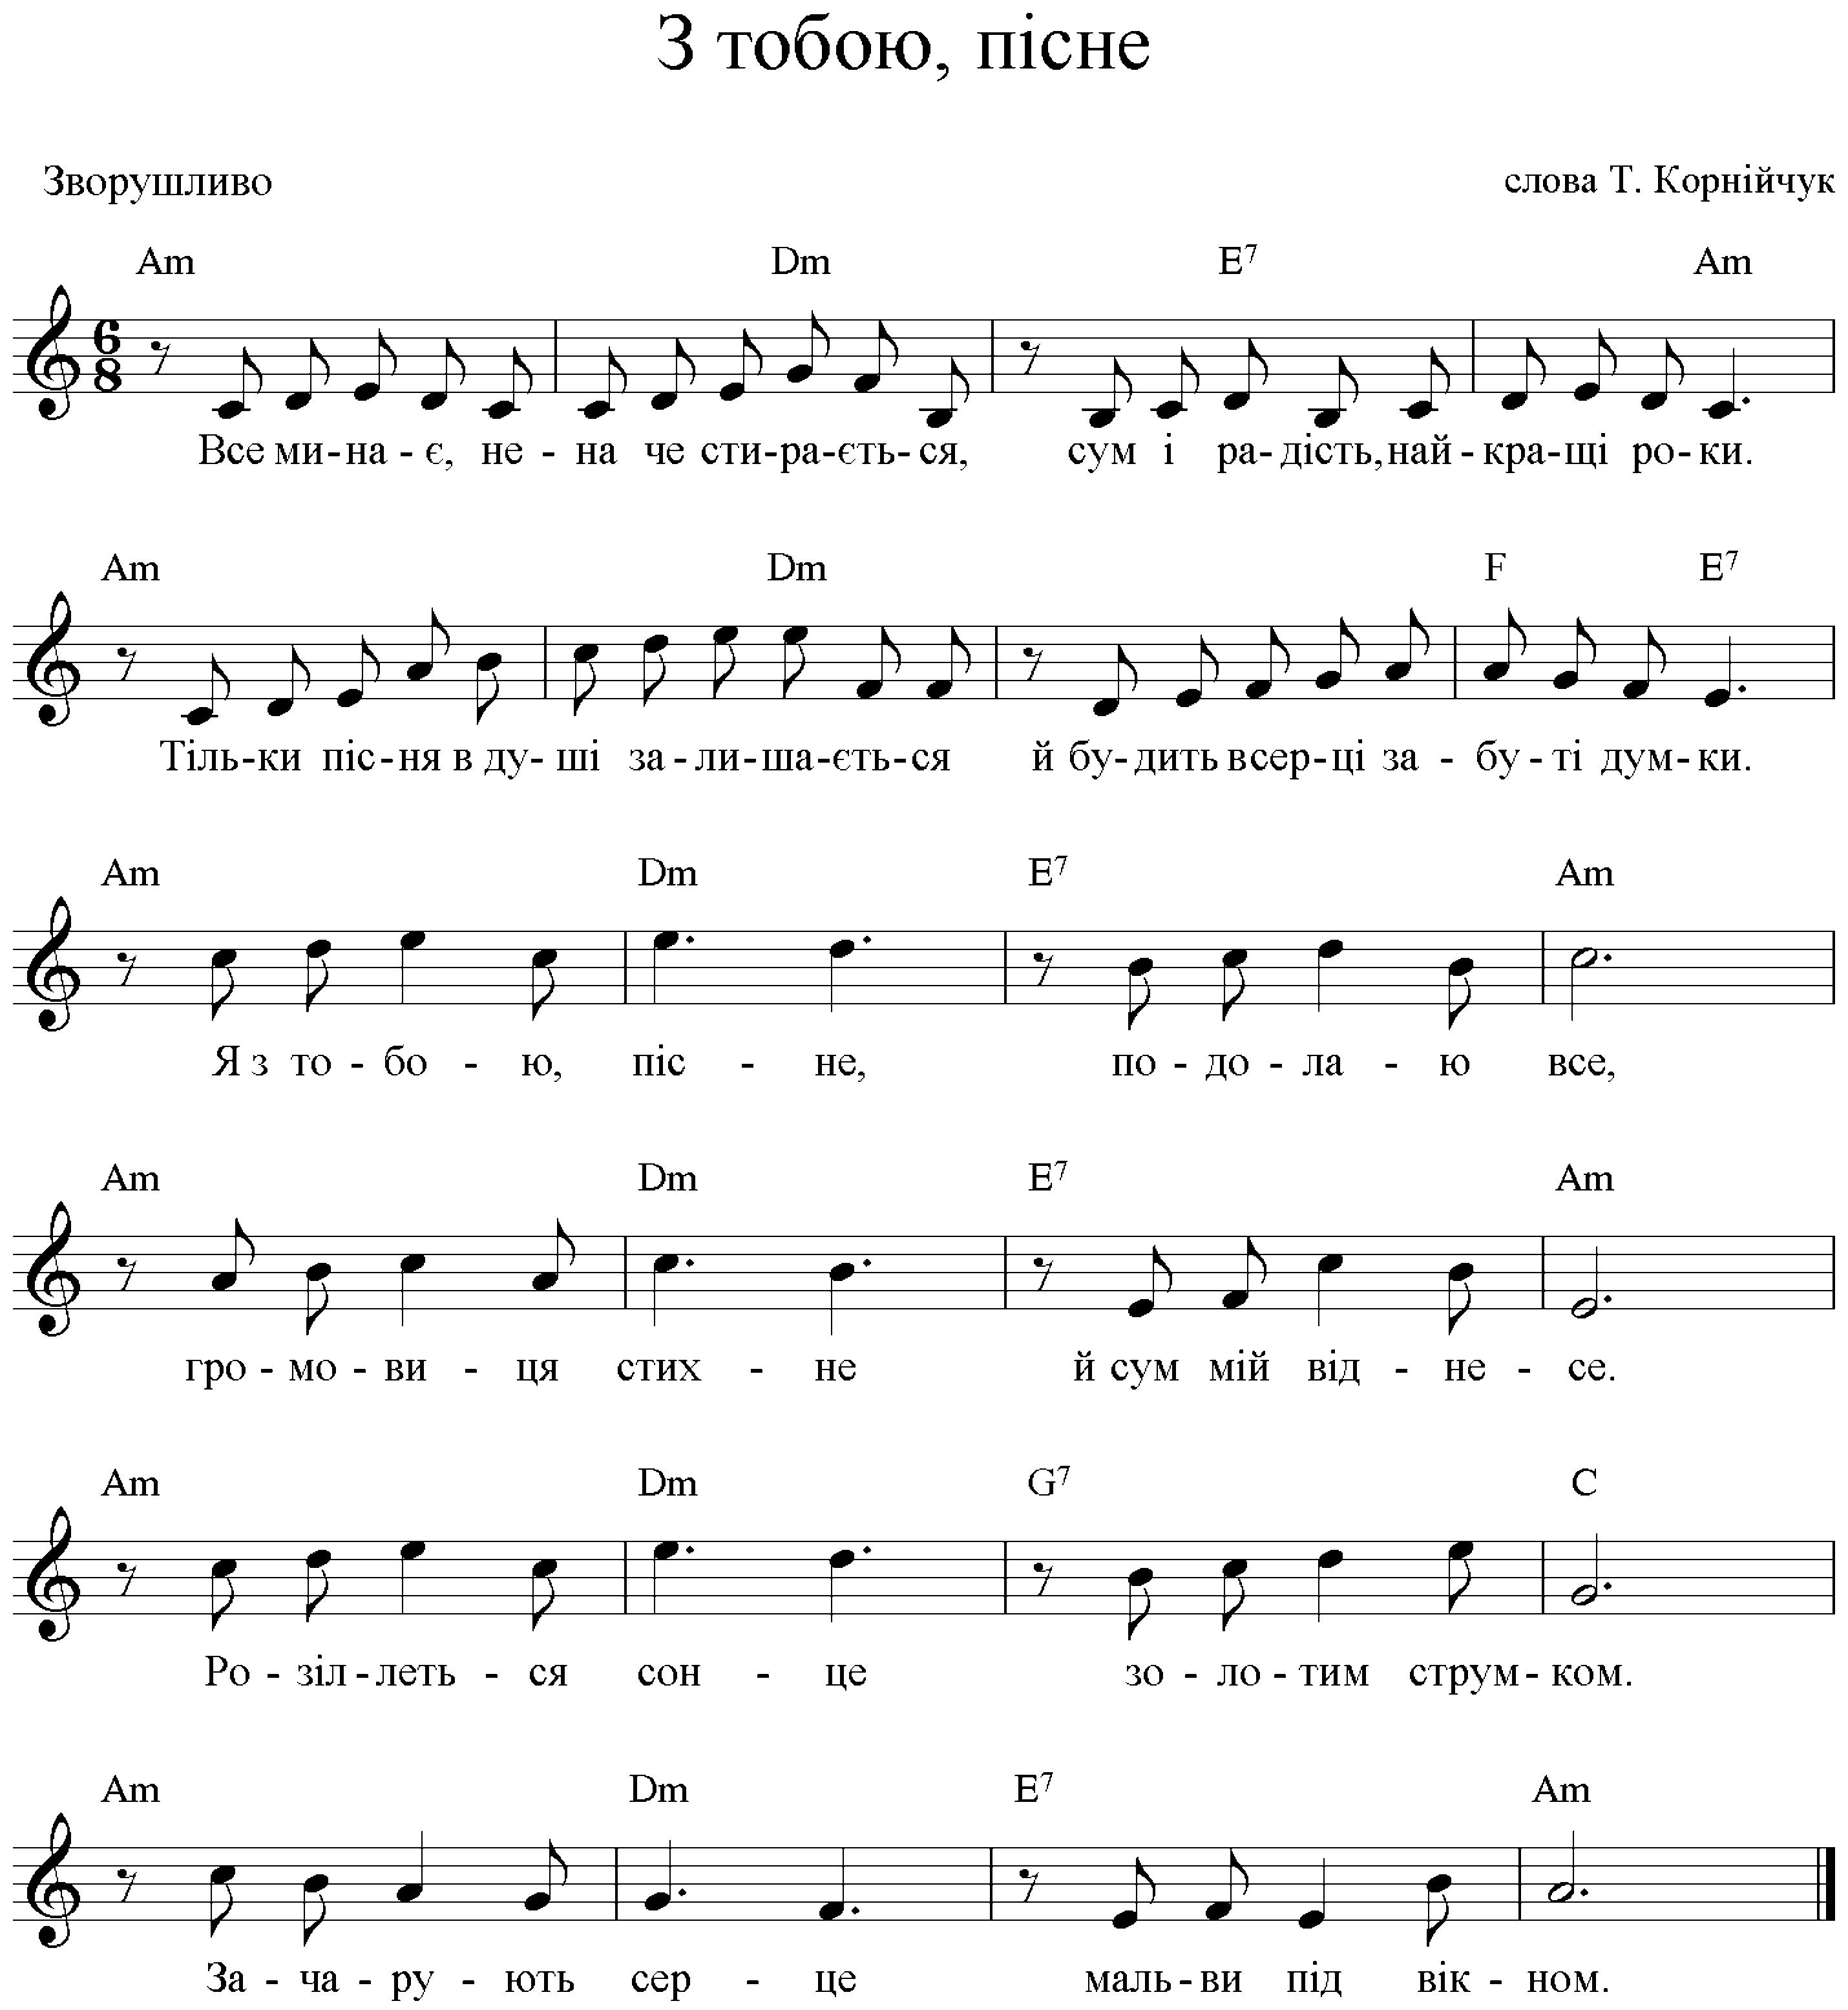 З тобою, пісне
Зворушливо
слова Т. Корнійчук
Am Dm E7 Am
6 8
Все ми-на-є, не-на че сти-ра-єть-ся, сум і ра-дість,най-кра-щі ро-ки.
Am Dm F E7
Тіль-ки піс-ня в ду-ші за-ли-ша-єть-ся й бу-дить всер-ці за-бу-ті дум-ки.
Am Dm E7 Am
Я з то-бо-ю, піс-не, по-до-ла-ю все,
Am Dm E7 Am
гро-мо-ви-ця стих-не й сум мій від-не-се.
Am Dm G7 C
Ро-зіл-леть-ся сон-це зо-ло-тим струм-ком.
Am Dm E7 Am
За-ча-ру-ють сер-це маль-ви під вік-ном.